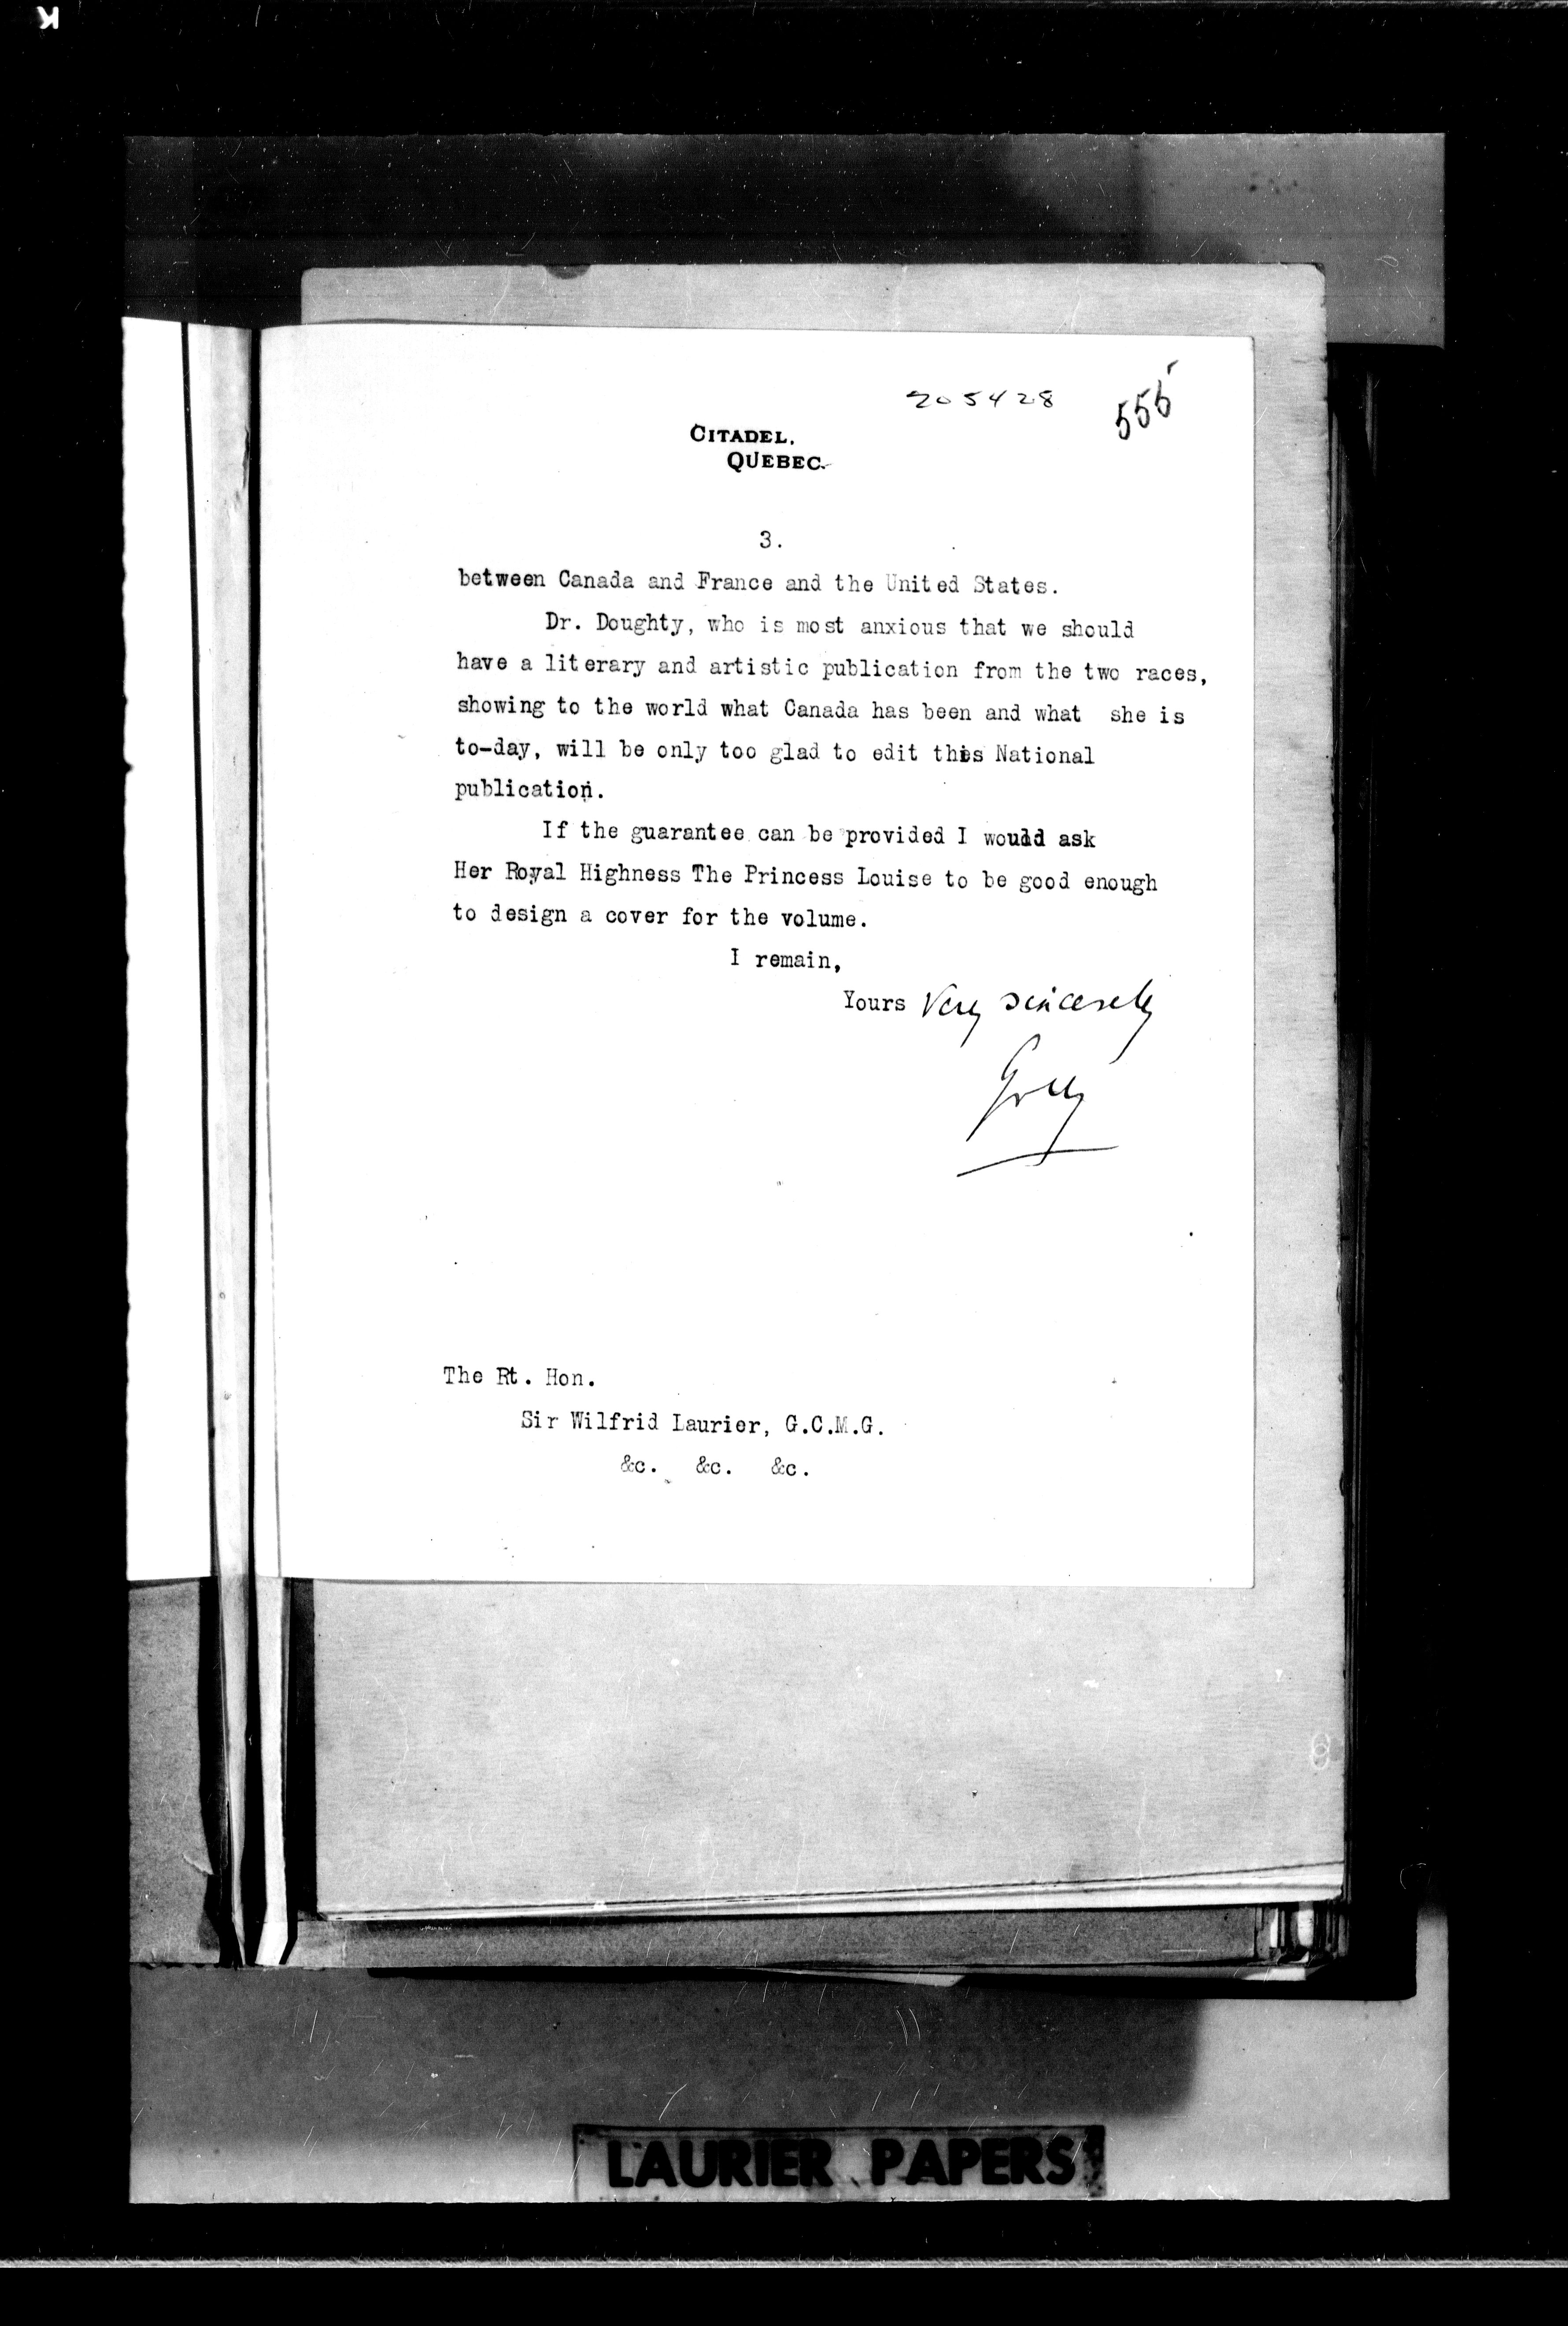 205428
555
CITADEL.
QUEBEC.
3.
between Canada and France and the United States.
Dr. Doughty, who is most anxious that we should
have a literary and artistic publication from the two races,
showing to the world what Canada has been and what she is
to-day, will be only too glad to edit this National
publication.
If the guarantee can be provided I would ask
Her Royal Highness The Princess Louise to be good enough
to design a cover for the volume.
I remain,
Yours Very sincerely
Grey
The Rt. Hon.
Sir Wilfrid Laurier, G.C.M.G.
&c. &c. &c.
LAURIER PAPERS